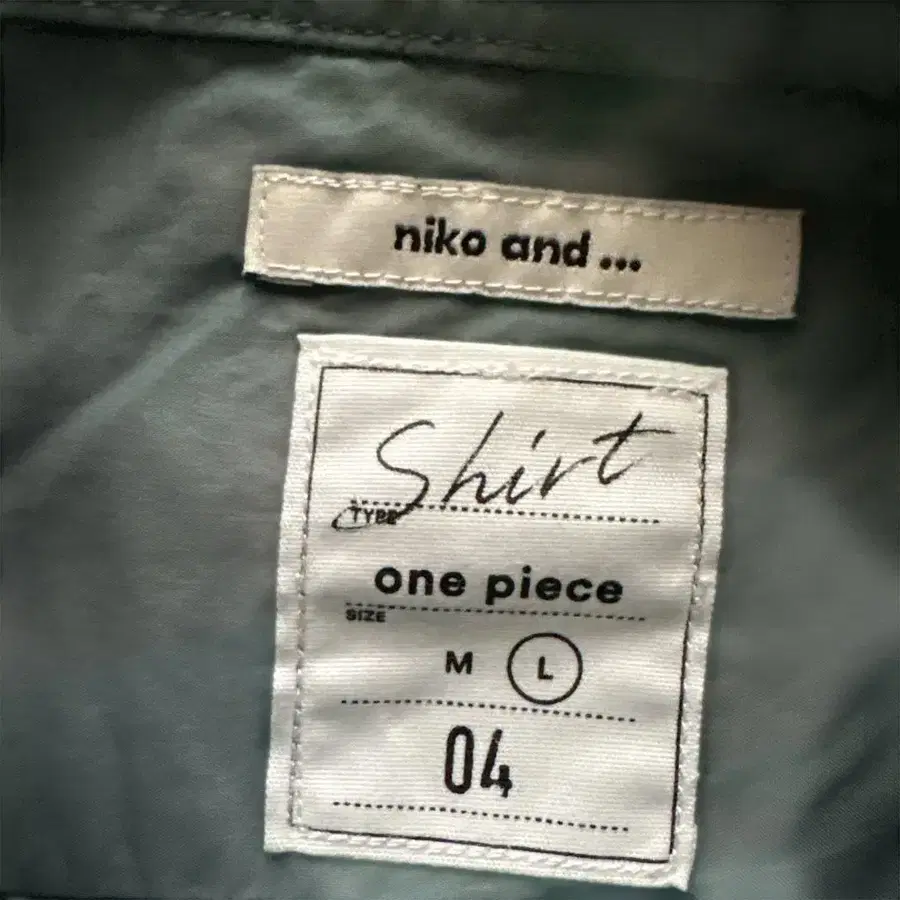 niko and ...
Shirt
TYPE
one piece
SIZE
M L
04